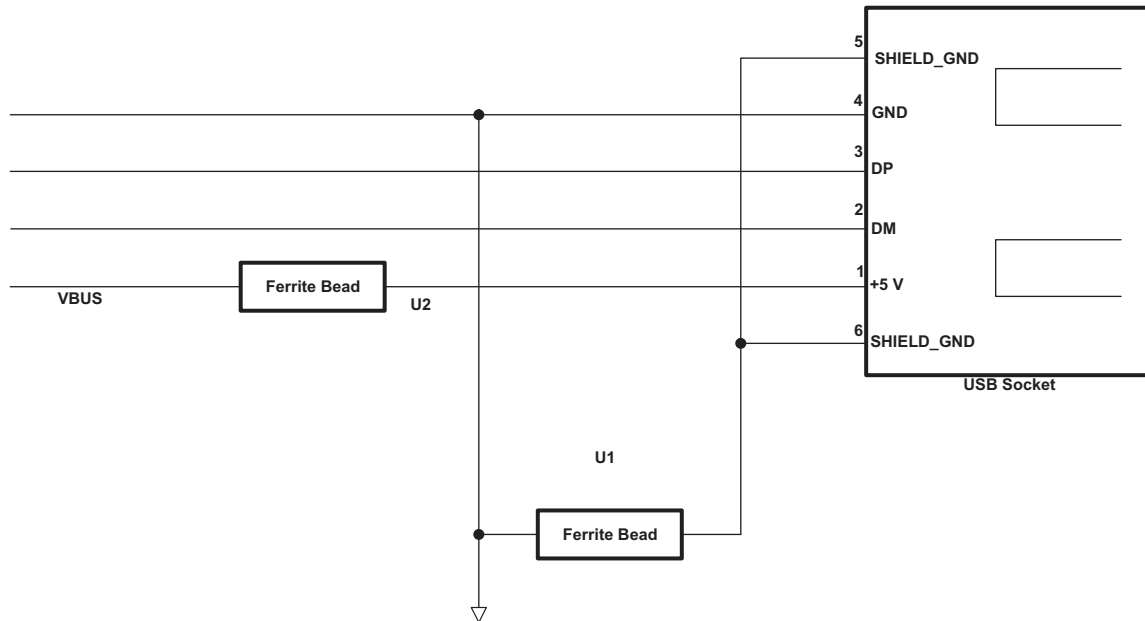 5
SHIELD_GND
4
GND
3
DP
2
DM
1
+5 V
Ferrite Bead
VBUS
U2
6
SHIELD_GND
USB Socket
U1
Ferrite Bead